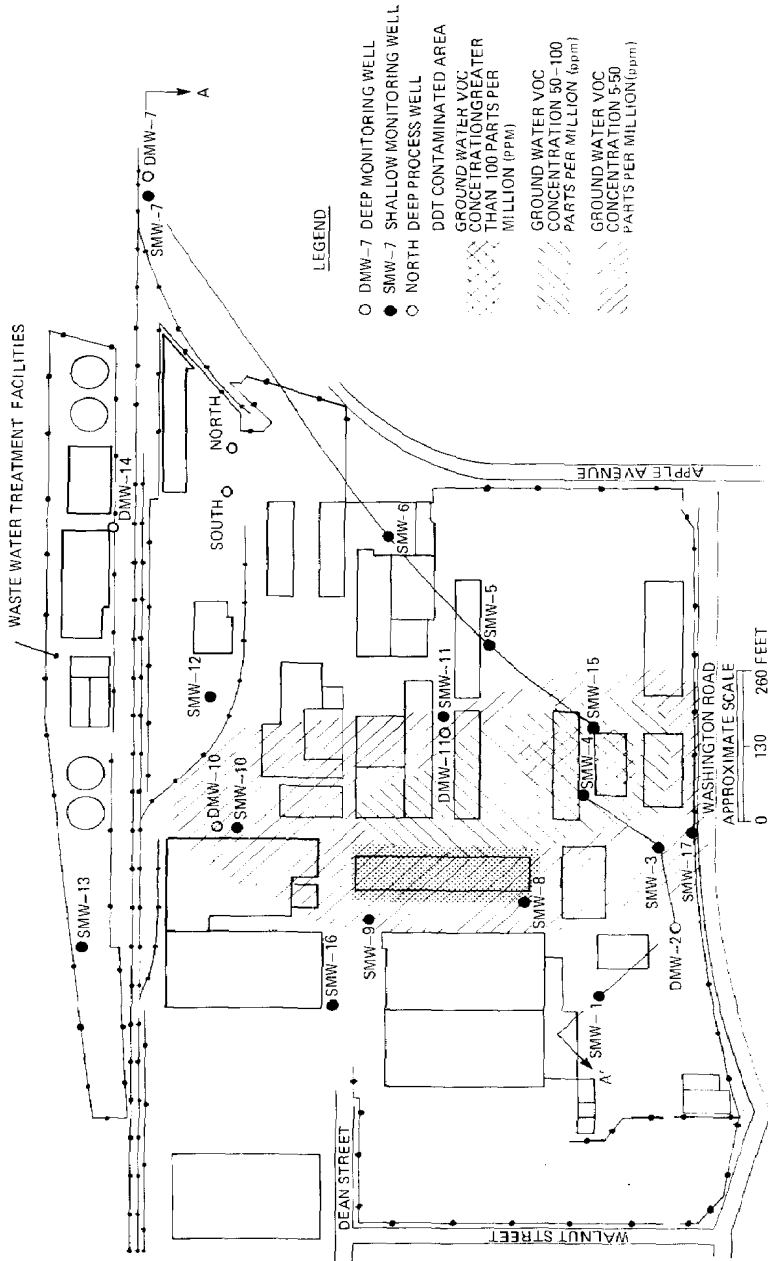 WASTE WATER TREATMENT FACILITIES
SMW-13
DMW-14
DMW-7
SMW-7
A
SMW-12
DMW-10
SMW-10
SOUTH
NORTH
SMW-16
SMW-9
SMW-6
DEAN STREET
DMW-11
SMW-11
SMW-5
SMW-8
SMW-4
SMW-15
SMW-1
A'
SMW-3
DMW-2
SMW-17
WALNUT STREET
APPLE AVENUE
WASHINGTON ROAD
APPROXIMATE SCALE
0 130 260 FEET
LEGEND
DMW-7 DEEP MONITORING WELL
SMW-7 SHALLOW MONITORING WELL
NORTH DEEP PROCESS WELL
DDT CONTAMINATED AREA
GROUND WATER VOC
CONCETRATIONGREATER
THAN 100 PARTS PER
MILLION (PPM)
GROUND WATER VOC
CONCENTRATION 50-100
PARTS PER MILLION (ppm)
GROUND WATER VOC
CONCENTRATION 5-50
PARTS PER MILLION(ppm)